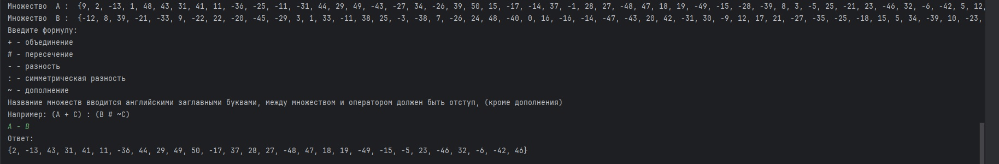 Множество  A :  {9, 2, -13, 1, 48, 43, 31, 41, 11, -36, -25, -11, -31, 44, 29, 49, -43, -27, 34, -26, 39, 50, 15, -17, -14, 37, -1, 28, 27, -48, 47, 18, 19, -49, -15, -28, -39, 8, 3, -5, 25, -21, 23, -46, 32, -6, -42, 5, 12,
Множество  B :  {-12, 8, 39, -21, -33, 9, -22, 22, -20, -45, -29, 3, 1, 33, -11, 38, 25, -3, -38, 7, -26, 24, 48, -40, 0, 16, -16, -14, -47, -43, 20, 42, -31, 30, -9, 12, 17, 21, -27, -35, -25, -18, 15, 5, 34, -39, 10, -23,
Введите формулу:
+ - объединение
# - пересечение
- - разность
: - симметрическая разность
~ - дополнение
Название множеств вводится английскими заглавными буквами, между множеством и оператором должен быть отступ, (кроме дополнения)
Например: (A + C) : (B # ~C)
A - B
Ответ:
{2, -13, 43, 31, 41, 11, -36, 44, 29, 49, 50, -17, 37, 28, 27, -48, 47, 18, 19, -49, -15, -5, 23, -46, 32, -6, -42, 46}